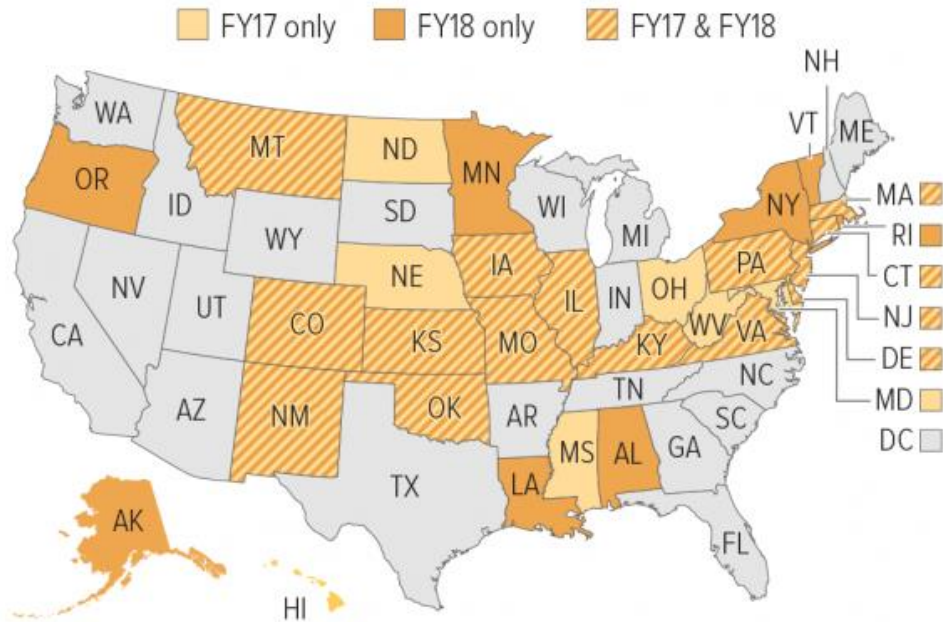 FY17 only FY18 only FY17 & FY18
NH
VT
ME
WA
MT
ND
MN
OR
ID
SD
WI
NY
MA
WY
MI
RI
NE
IA
PA
CT
NV
UT
IL
IN
OH
NJ
CA
CO
KS
MO
WV
VA
KY
DE
TN
NC
MD
AZ
NM
OK
AR
SC
DC
MS
AL
GA
TX
LA
AK
FL
HI